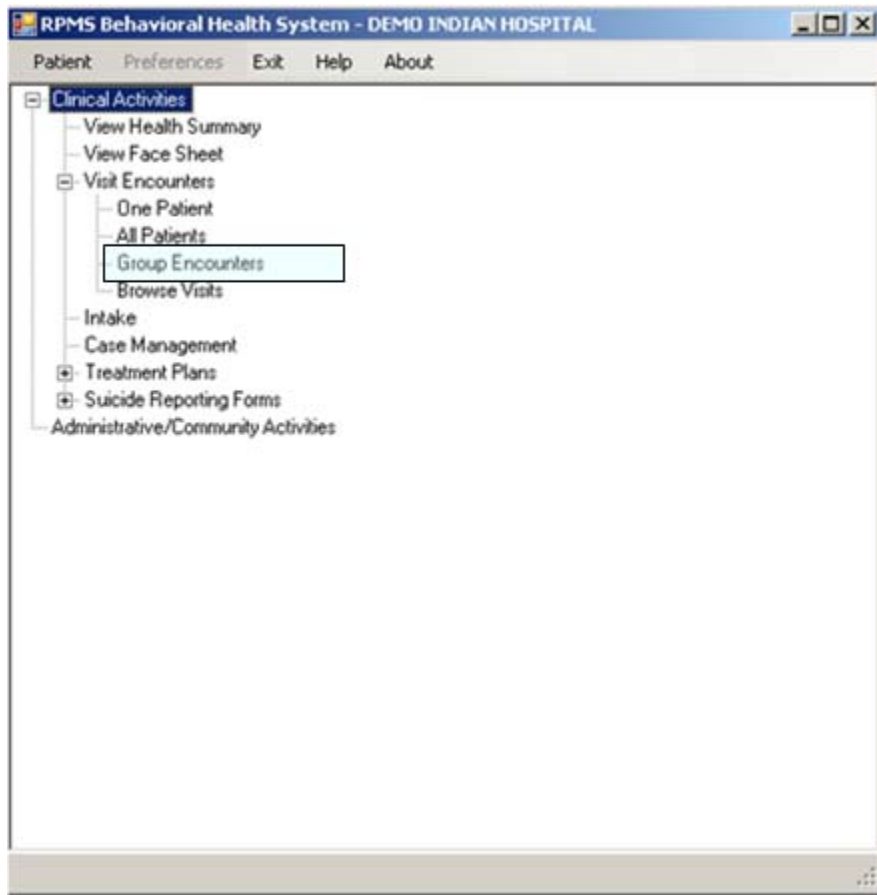 RPMS Behavioral Health System - DEMO INDIAN HOSPITAL
Patient Preferences Exit Help About
Clinical Activities
View Health Summary
View Face Sheet
Visit Encounters
One Patient
All Patients
Group Encounters
Browse Visits
Intake
Case Management
Treatment Plans
Suicide Reporting Forms
Administrative/Community Activities